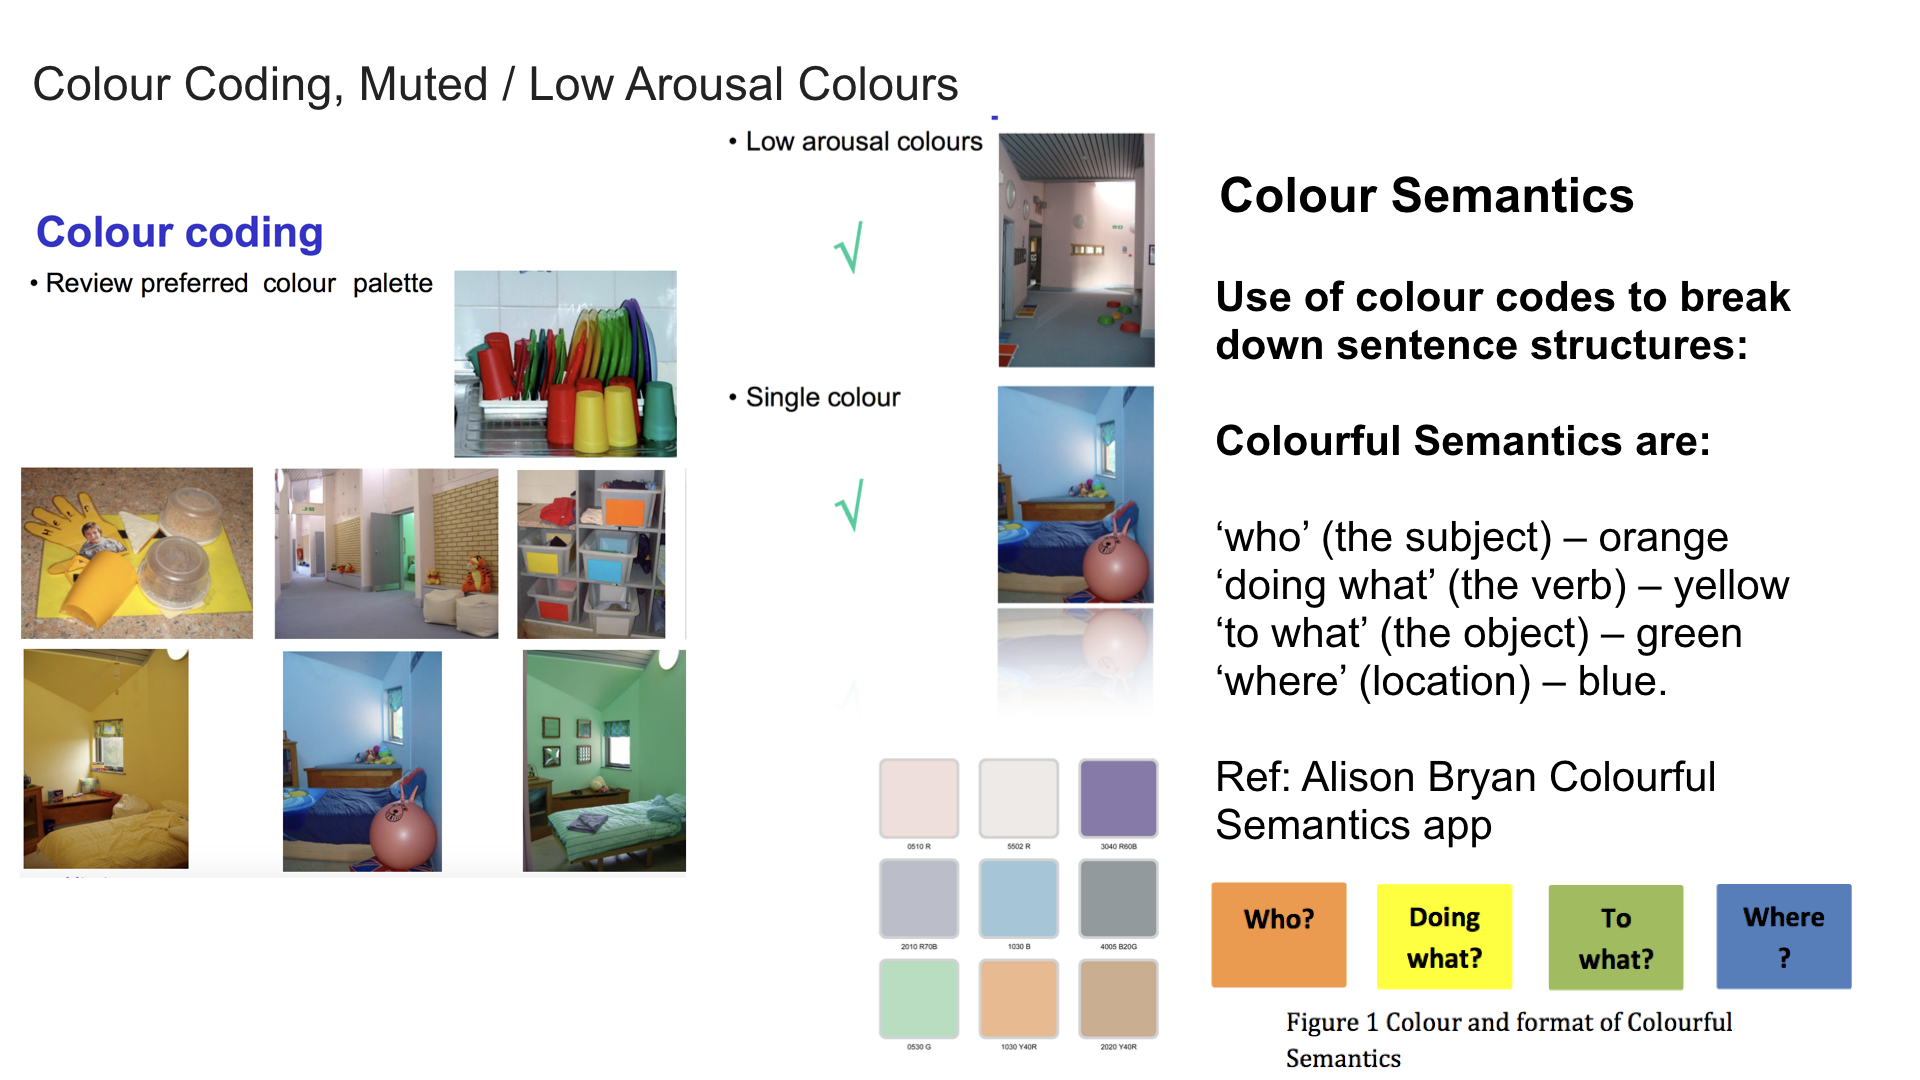 Colour Coding, Muted / Low Arousal Colours
Colour coding
• Review preferred colour palette
• Low arousal colours
√
• Single colour
√
0510 R
5502 R
3040 R60B
2010 R70B
1030 B
4005 B20G
0530 G
1030 Y40R
2020 Y40R
Colour Semantics
Use of colour codes to break
down sentence structures:
Colourful Semantics are:
‘who’ (the subject) – orange
‘doing what’ (the verb) – yellow
‘to what’ (the object) – green
‘where’ (location) – blue.
Ref: Alison Bryan Colourful
Semantics app
Who?
Doing
what?
To
what?
Where
?
Figure 1 Colour and format of Colourful
Semantics